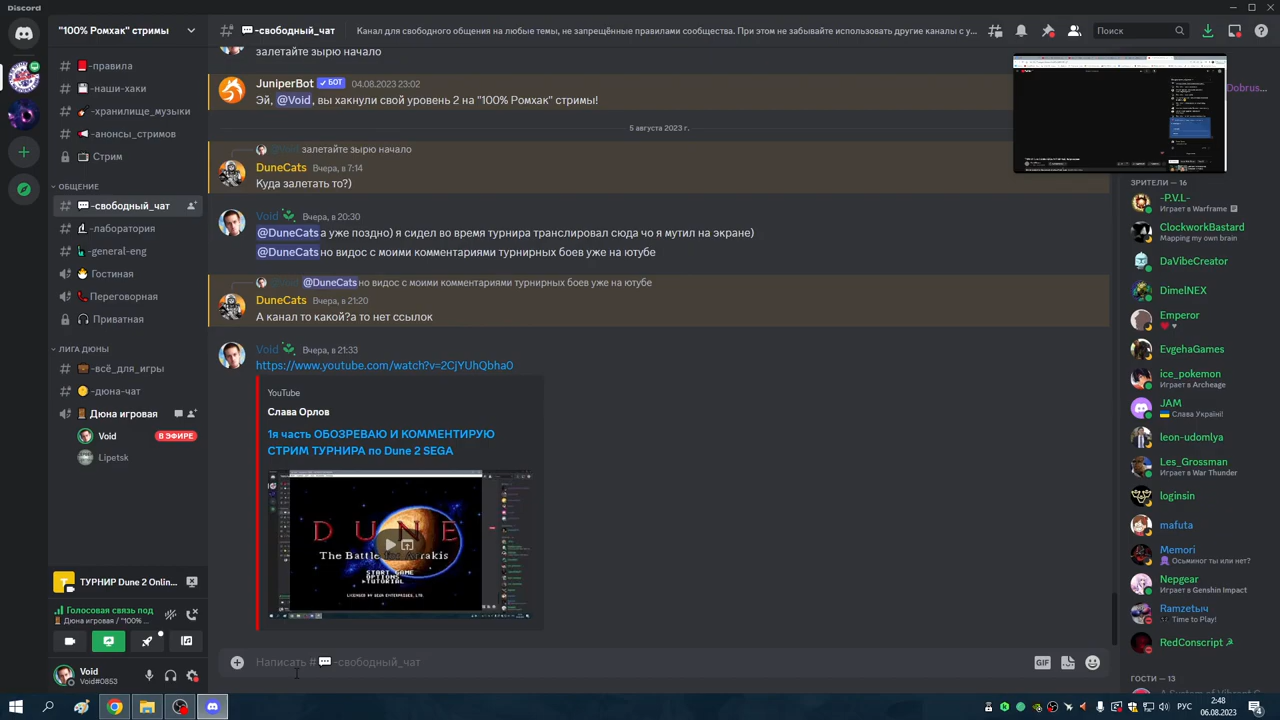 Discord
"100% Ромхак" стримы
-правила
-наши-хаки
-хранилище_музыки
-анонсы_стримов
Стрим
ОБЩЕНИЕ
-свободный_чат
-лаборатория
-general-eng
Гостиная
Переговорная
Приватная
ЛИГА ДЮНЫ
-всё_для_игры
-дюна-чат
Дюна игровая
Void В ЭФИРЕ
Lipetsk
ТУРНИР Dune 2 Onlin...
Голосовая связь под
Дюна игровая / "100% ...
Void
Void#0853
-свободный_чат
Канал для свободного общения на любые темы, не запрещённые правилами сообщества. При этом не забывайте использовать другие каналы с у...
Поиск
залетайте зырю начало
JuniperBot БОТ 04.08.2023 23:02
Эй, @Void, вы хакнули свой уровень 2 на "100% Ромхак" стримы!
5 августа 2023 г.
залетайте зырю начало
DuneCats Вчера, в 7:14
Куда залетать то?)
Void Вчера, в 20:30
@DuneCats а уже поздно) я сидел во время турнира транслировал сюда чо я мутил на экране)
@DuneCats но видос с моими комментариями турнирных боев уже на ютубе
@DuneCats но видос с моими комментариями турнирных боев уже на ютубе
DuneCats Вчера, в 21:20
А канал то какой?а то нет ссылок
Void Вчера, в 21:33
https://www.youtube.com/watch?v=2CjYUhQbha0
YouTube
Слава Орлов
1я часть ОБОЗРЕВАЮ И КОММЕНТИРУЮ
СТРИМ ТУРНИРА по Dune 2 SEGA
DUNE
The Battle for Arrakis
START GAME
OPTIONS
TUTORIAL
LICENSED BY SEGA ENTERPRISES, LTD.
Написать # -свободный_чат
GIF
Dobrus...
ЗРИТЕЛИ — 16
-P.V.L-
Играет в Warframe
ClockworkBastard
Mapping my own brain
DaVibeCreator
DimelNEX
Emperor
EvgehaGames
ice_pokemon
Играет в Archeage
JAM
Слава Україні!
leon-udomlya
Les_Grossman
Играет в War Thunder
loginsin
mafuta
Memori
Осьминог ты или нет?
Nepgear
Играет в Genshin Impact
Ramzetыч
Time to Play!
RedConscript
ГОСТИ — 13
РУС
2:48
06.08.2023
4